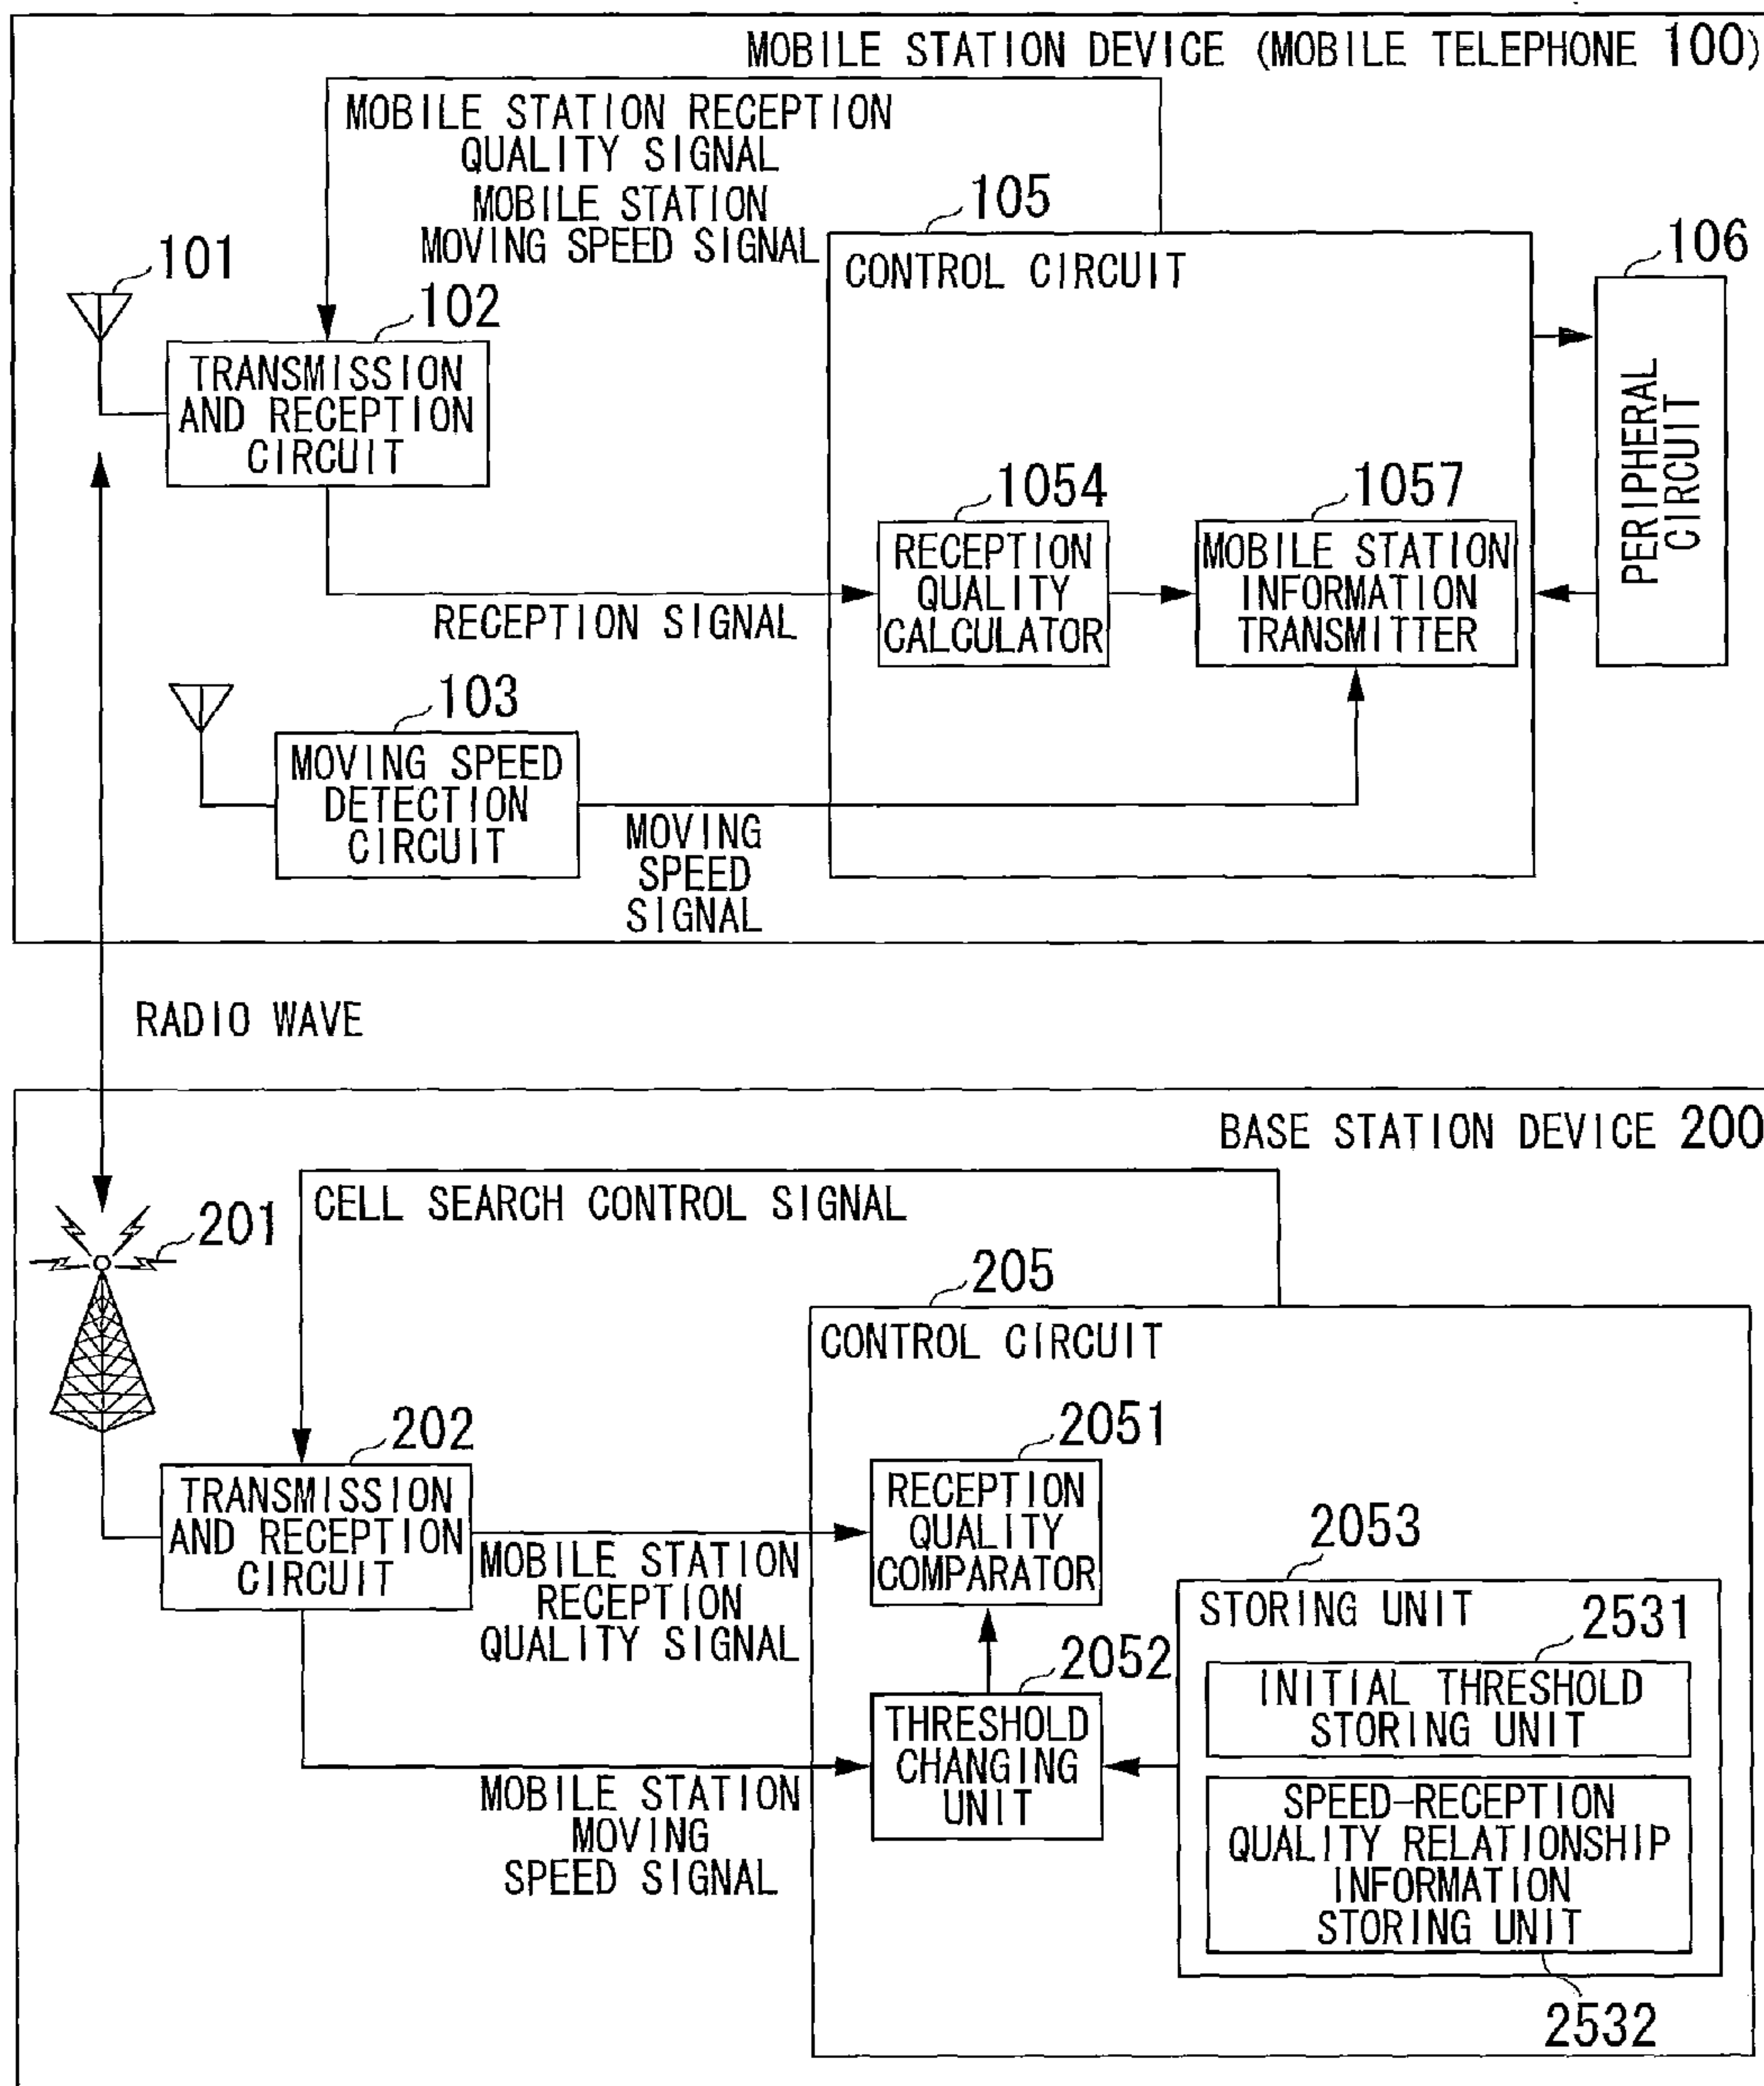 MOBILE STATION DEVICE (MOBILE TELEPHONE 100)
MOBILE STATION RECEPTION
QUALITY SIGNAL
MOBILE STATION
MOVING SPEED SIGNAL
105
CONTROL CIRCUIT
106
PERIPHERAL
CIRCUIT
101
102
TRANSMISSION
AND RECEPTION
CIRCUIT
1054
RECEPTION
QUALITY
CALCULATOR
1057
MOBILE STATION
INFORMATION
TRANSMITTER
RECEPTION SIGNAL
103
MOVING SPEED
DETECTION
CIRCUIT
MOVING
SPEED
SIGNAL
RADIO WAVE
BASE STATION DEVICE 200
CELL SEARCH CONTROL SIGNAL
201
205
CONTROL CIRCUIT
202
TRANSMISSION
AND RECEPTION
CIRCUIT
2051
RECEPTION
QUALITY
COMPARATOR
MOBILE STATION
RECEPTION
QUALITY SIGNAL
2052
THRESHOLD
CHANGING
UNIT
MOBILE STATION
MOVING
SPEED SIGNAL
2053
STORING UNIT
2531
INITIAL THRESHOLD
STORING UNIT
SPEED-RECEPTION
QUALITY RELATIONSHIP
INFORMATION
STORING UNIT
2532